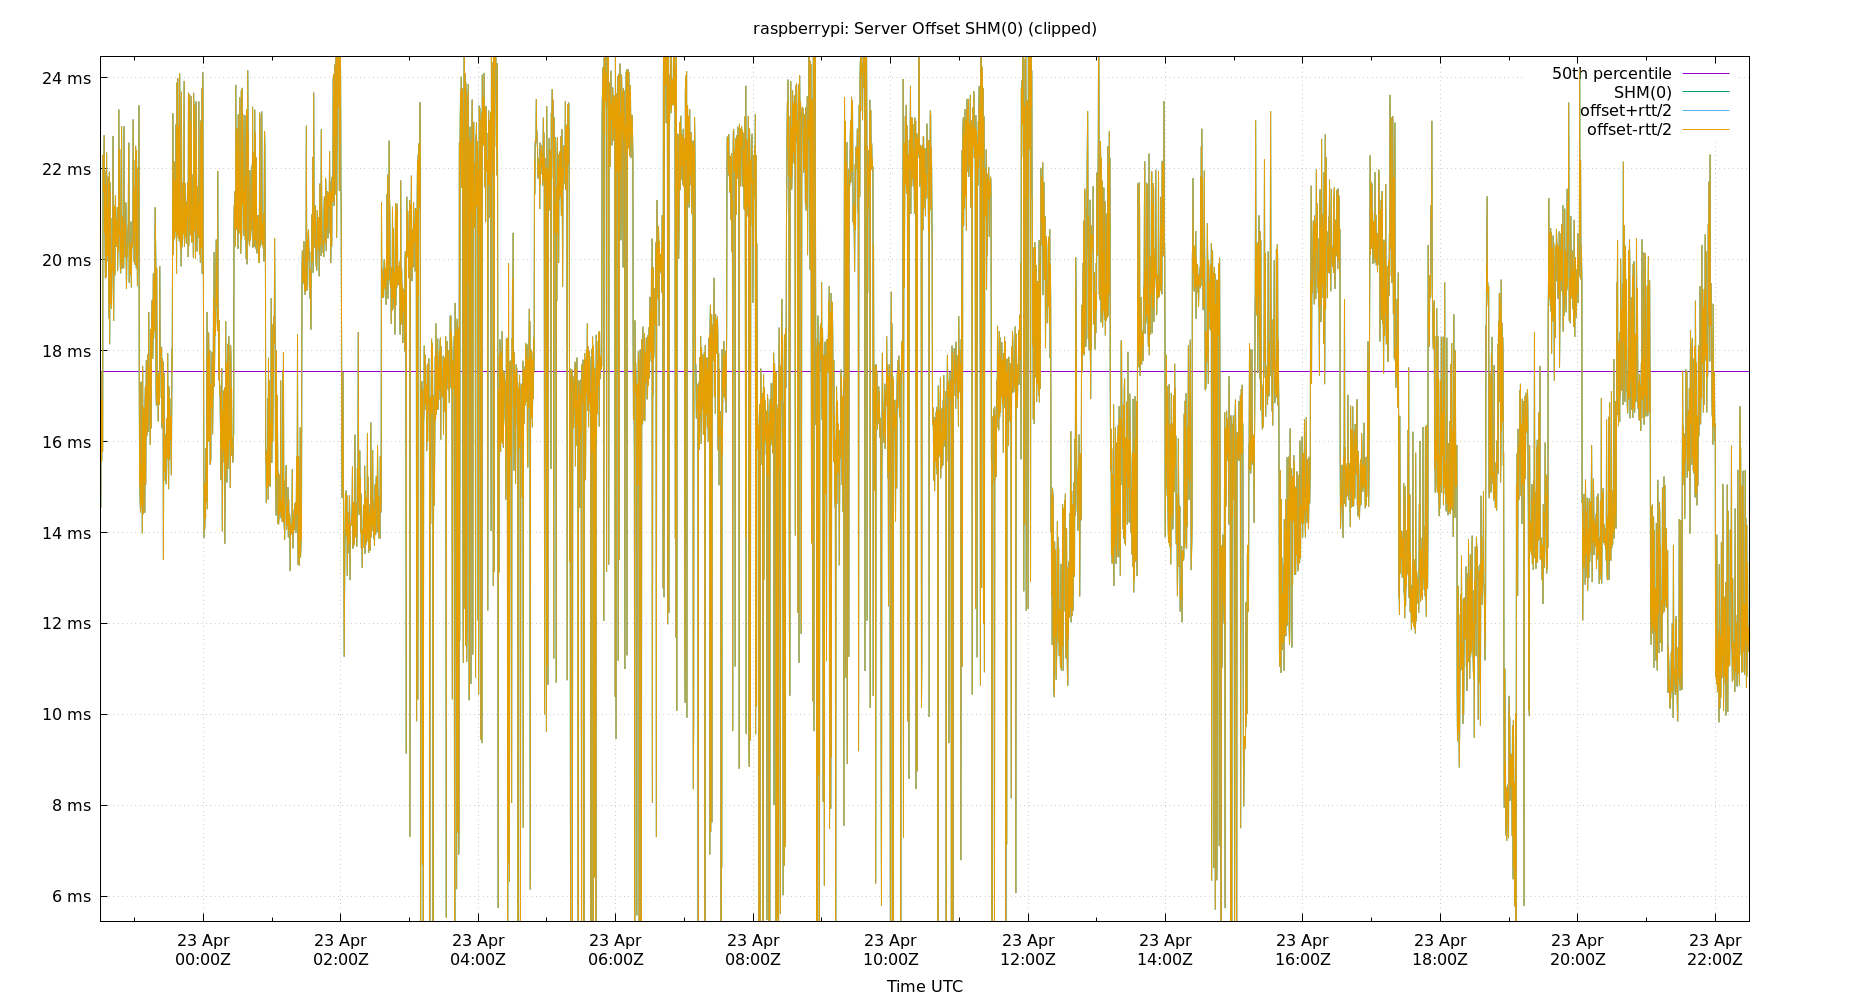 raspberrypi: Server Offset SHM(0) (clipped)
24 ms
22 ms
20 ms
18 ms
16 ms
14 ms
12 ms
10 ms
8 ms
6 ms
50th percentile
SHM(0)
offset+rtt/2
offset-rtt/2
23 Apr 23 Apr 23 Apr 23 Apr 23 Apr 23 Apr 23 Apr 23 Apr 23 Apr 23 Apr 23 Apr 23 Apr
00:00Z 02:00Z 04:00Z 06:00Z 08:00Z 10:00Z 12:00Z 14:00Z 16:00Z 18:00Z 20:00Z 22:00Z
Time UTC